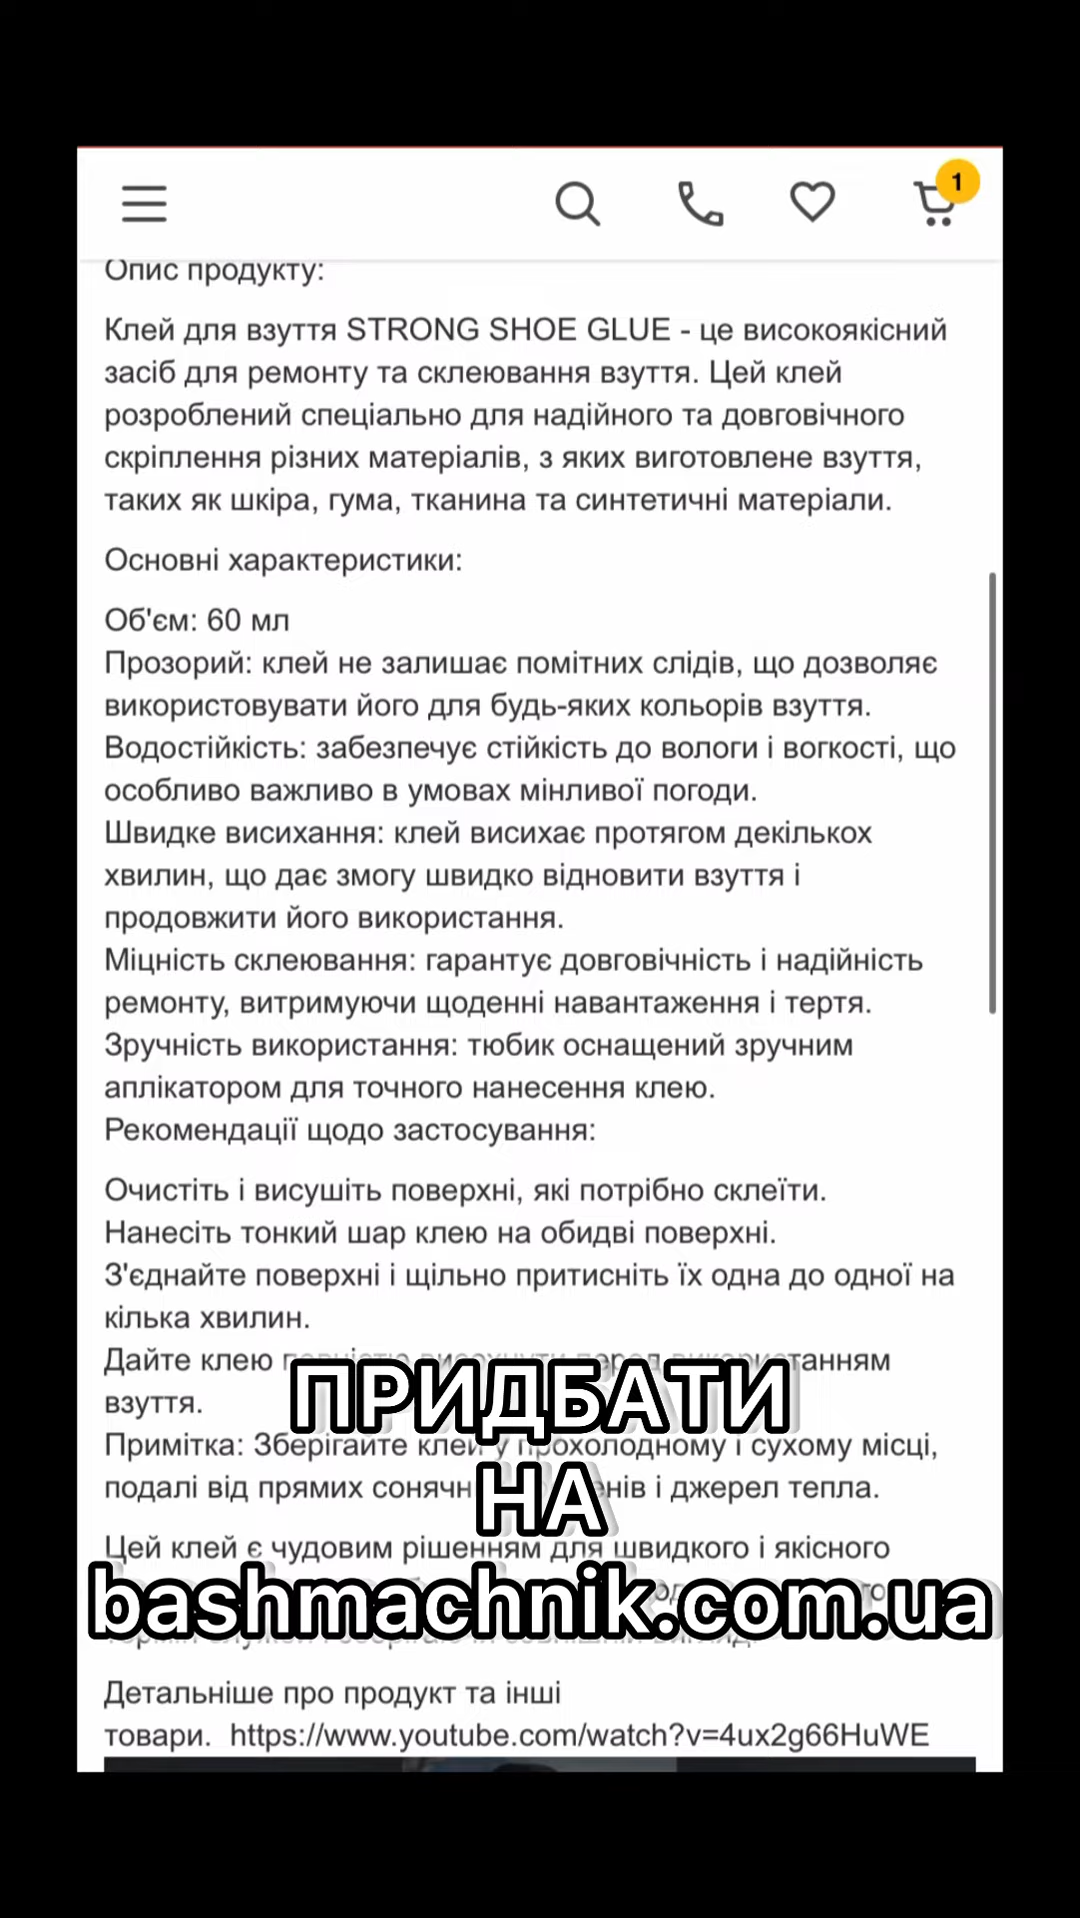 1
Опис продукту:
Клей для взуття STRONG SHOE GLUE - це високоякісний
засіб для ремонту та склеювання взуття. Цей клей
розроблений спеціально для надійного та довговічного
скріплення різних матеріалів, з яких виготовлене взуття,
таких як шкіра, гума, тканина та синтетичні матеріали.
Основні характеристики:
Об'єм: 60 мл
Прозорий: клей не залишає помітних слідів, що дозволяє
використовувати його для будь-яких кольорів взуття.
Водостійкість: забезпечує стійкість до вологи і вогкості, що
особливо важливо в умовах мінливої погоди.
Швидке висихання: клей висихає протягом декількох
хвилин, що дає змогу швидко відновити взуття і
продовжити його використання.
Міцність склеювання: гарантує довговічність і надійність
ремонту, витримуючи щоденні навантаження і тертя.
Зручність використання: тюбик оснащений зручним
аплікатором для точного нанесення клею.
Рекомендації щодо застосування:
Очистіть і висушіть поверхні, які потрібно склеїти.
Нанесіть тонкий шар клею на обидві поверхні.
З'єднайте поверхні і щільно притисніть їх одна до одної на
кілька хвилин.
Дайте клею
взуття.
ПРИДБАТИ
Примітка: Зберігайте клей у прохолодному і сухому місці,
подалі від прямих і джерел тепла.
НА
Цей клей є чудовим рішенням для швидкого і якісного
bashmachnik.com.ua
Детальніше про продукт та інші
товари. https://www.youtube.com/watch?v=4ux2g66HuWE